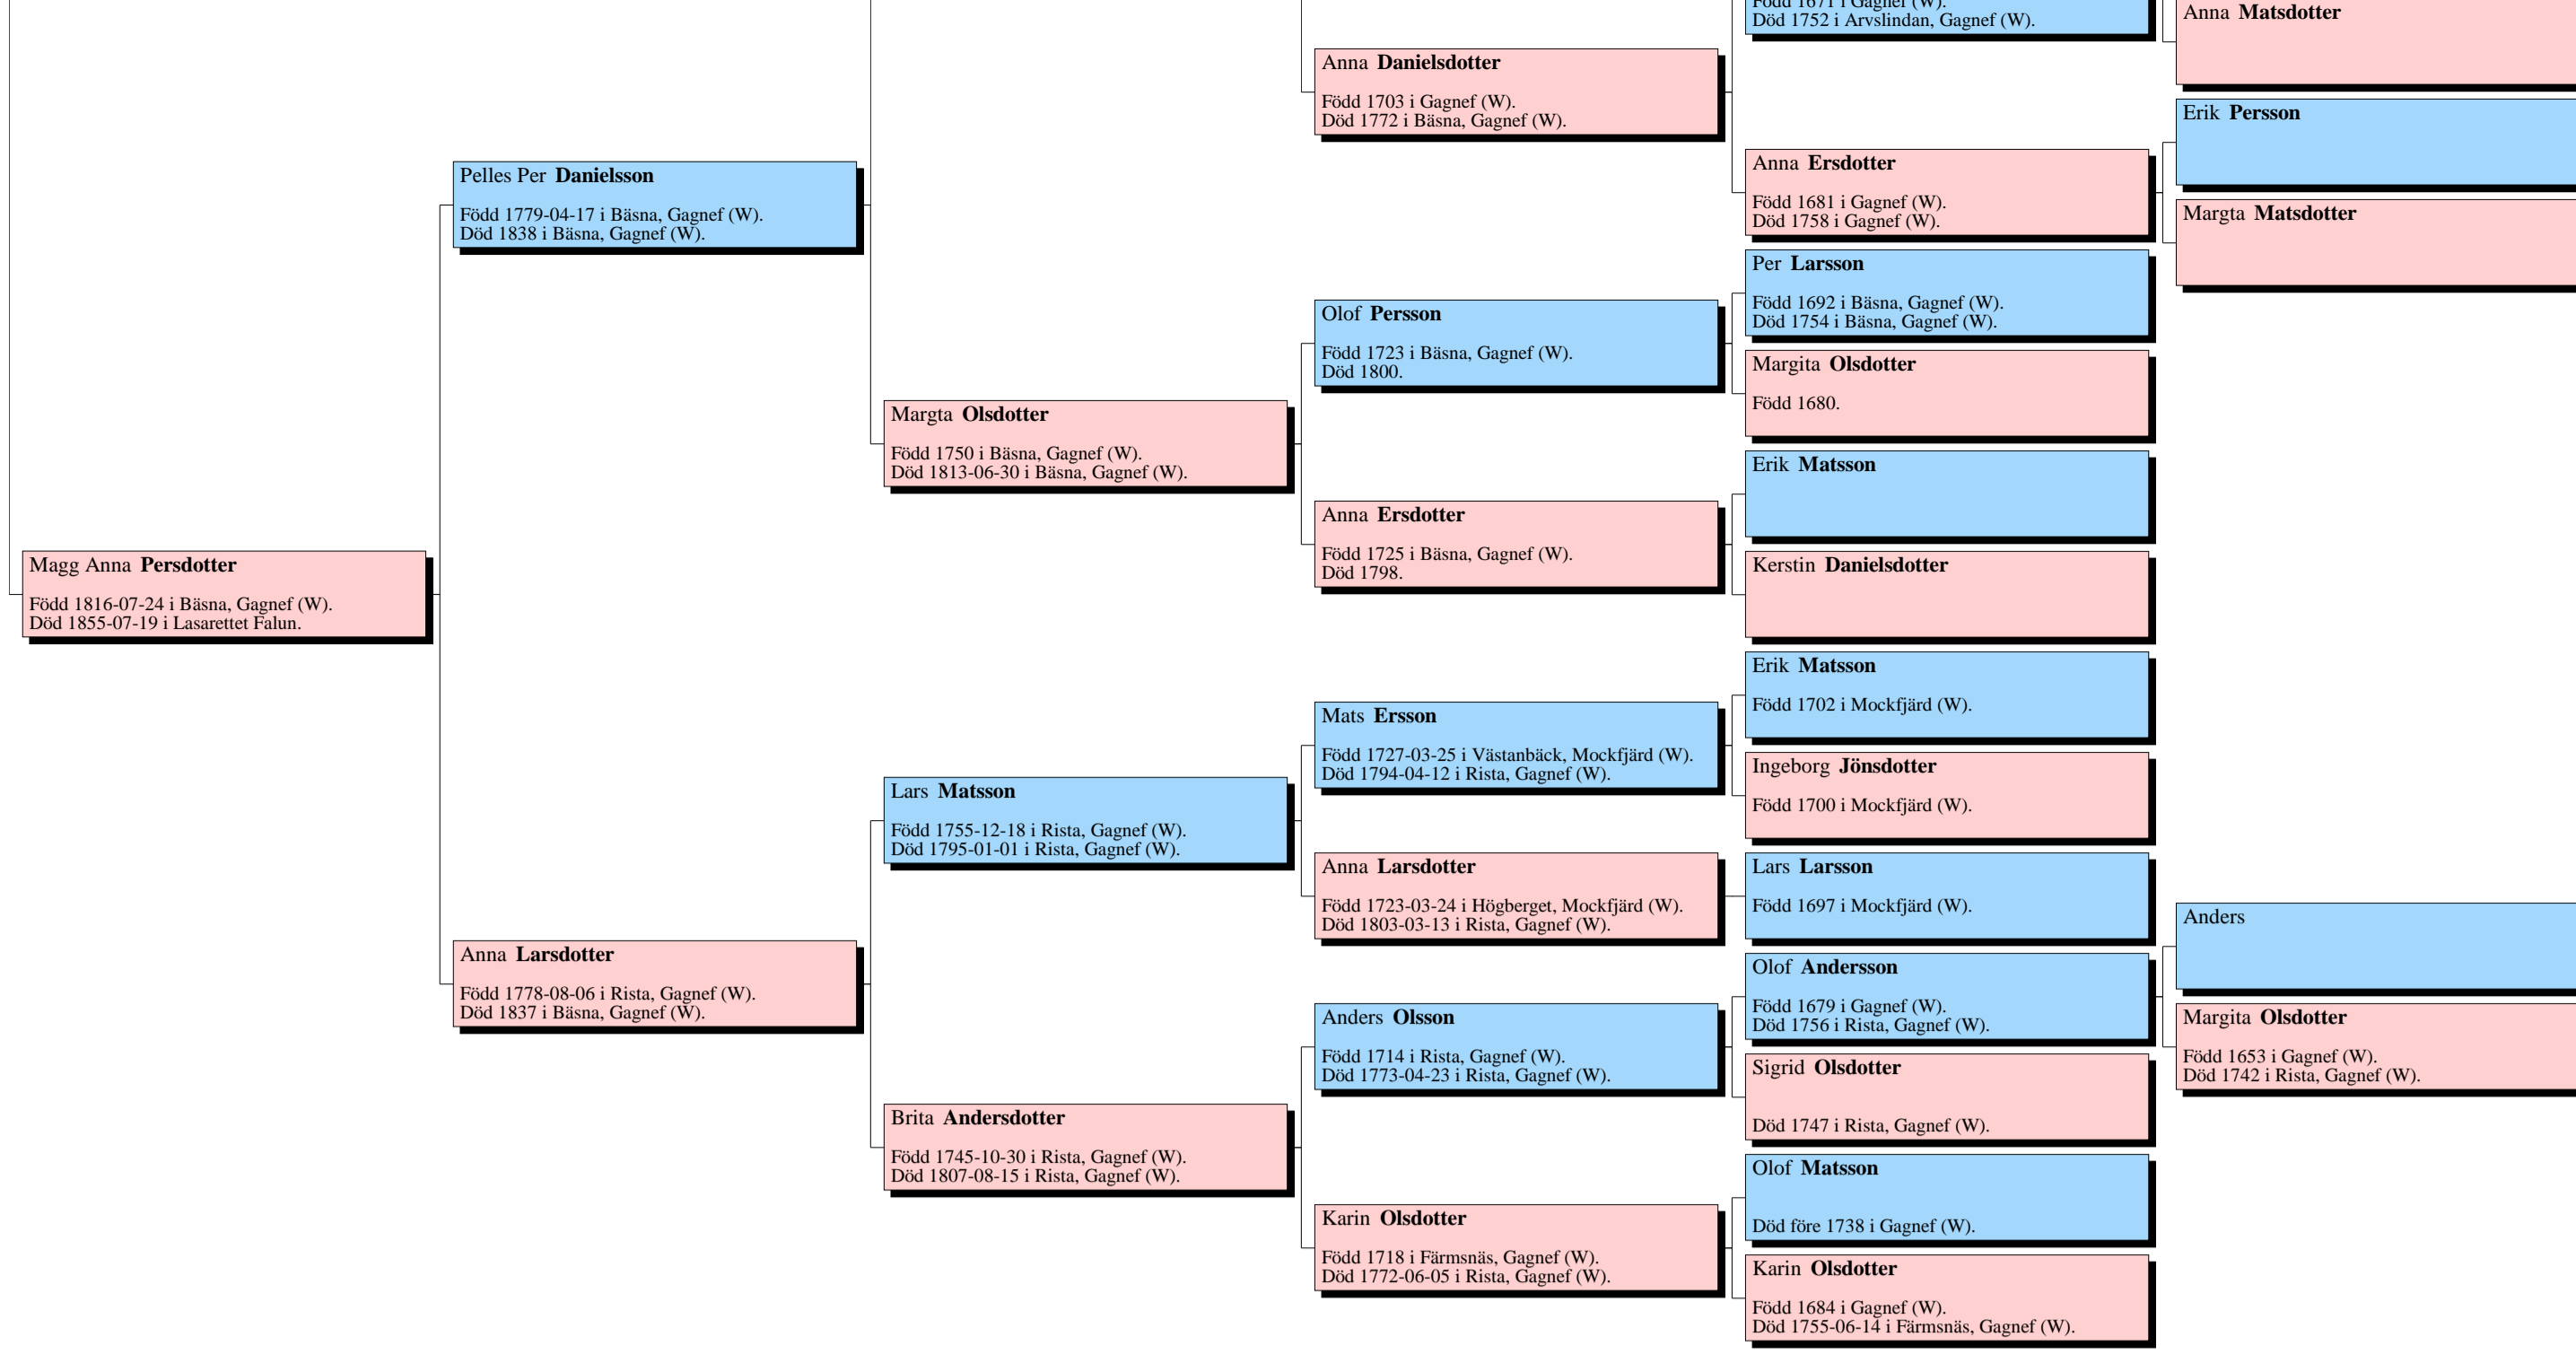 Född 1671 i Gagnef (W).
Död 1752 i Arvslindan, Gagnef (W).
Anna Matsdotter
Anna Danielsdotter
Född 1703 i Gagnef (W).
Död 1772 i Bäsna, Gagnef (W).
Erik Persson
Anna Ersdotter
Född 1681 i Gagnef (W).
Död 1758 i Gagnef (W).
Margta Matsdotter
Pelles Per Danielsson
Född 1779-04-17 i Bäsna, Gagnef (W).
Död 1838 i Bäsna, Gagnef (W).
Per Larsson
Född 1692 i Bäsna, Gagnef (W).
Död 1754 i Bäsna, Gagnef (W).
Olof Persson
Född 1723 i Bäsna, Gagnef (W).
Död 1800.
Margita Olsdotter
Född 1680.
Margta Olsdotter
Född 1750 i Bäsna, Gagnef (W).
Död 1813-06-30 i Bäsna, Gagnef (W).
Erik Matsson
Anna Ersdotter
Född 1725 i Bäsna, Gagnef (W).
Död 1798.
Kerstin Danielsdotter
Magg Anna Persdotter
Född 1816-07-24 i Bäsna, Gagnef (W).
Död 1855-07-19 i Lasarettet Falun.
Erik Matsson
Född 1702 i Mockfjärd (W).
Mats Ersson
Född 1727-03-25 i Västanbäck, Mockfjärd (W).
Död 1794-04-12 i Rista, Gagnef (W).
Ingeborg Jönsdotter
Född 1700 i Mockfjärd (W).
Lars Matsson
Född 1755-12-18 i Rista, Gagnef (W).
Död 1795-01-01 i Rista, Gagnef (W).
Anna Larsdotter
Född 1723-03-24 i Högberget, Mockfjärd (W).
Död 1803-03-13 i Rista, Gagnef (W).
Lars Larsson
Född 1697 i Mockfjärd (W).
Anders
Anna Larsdotter
Född 1778-08-06 i Rista, Gagnef (W).
Död 1837 i Bäsna, Gagnef (W).
Olof Andersson
Född 1679 i Gagnef (W).
Död 1756 i Rista, Gagnef (W).
Anders Olsson
Född 1714 i Rista, Gagnef (W).
Död 1773-04-23 i Rista, Gagnef (W).
Margita Olsdotter
Född 1653 i Gagnef (W).
Död 1742 i Rista, Gagnef (W).
Sigrid Olsdotter
Död 1747 i Rista, Gagnef (W).
Brita Andersdotter
Född 1745-10-30 i Rista, Gagnef (W).
Död 1807-08-15 i Rista, Gagnef (W).
Olof Matsson
Död före 1738 i Gagnef (W).
Karin Olsdotter
Född 1718 i Färmsnäs, Gagnef (W).
Död 1772-06-05 i Rista, Gagnef (W).
Karin Olsdotter
Född 1684 i Gagnef (W).
Död 1755-06-14 i Färmsnäs, Gagnef (W).